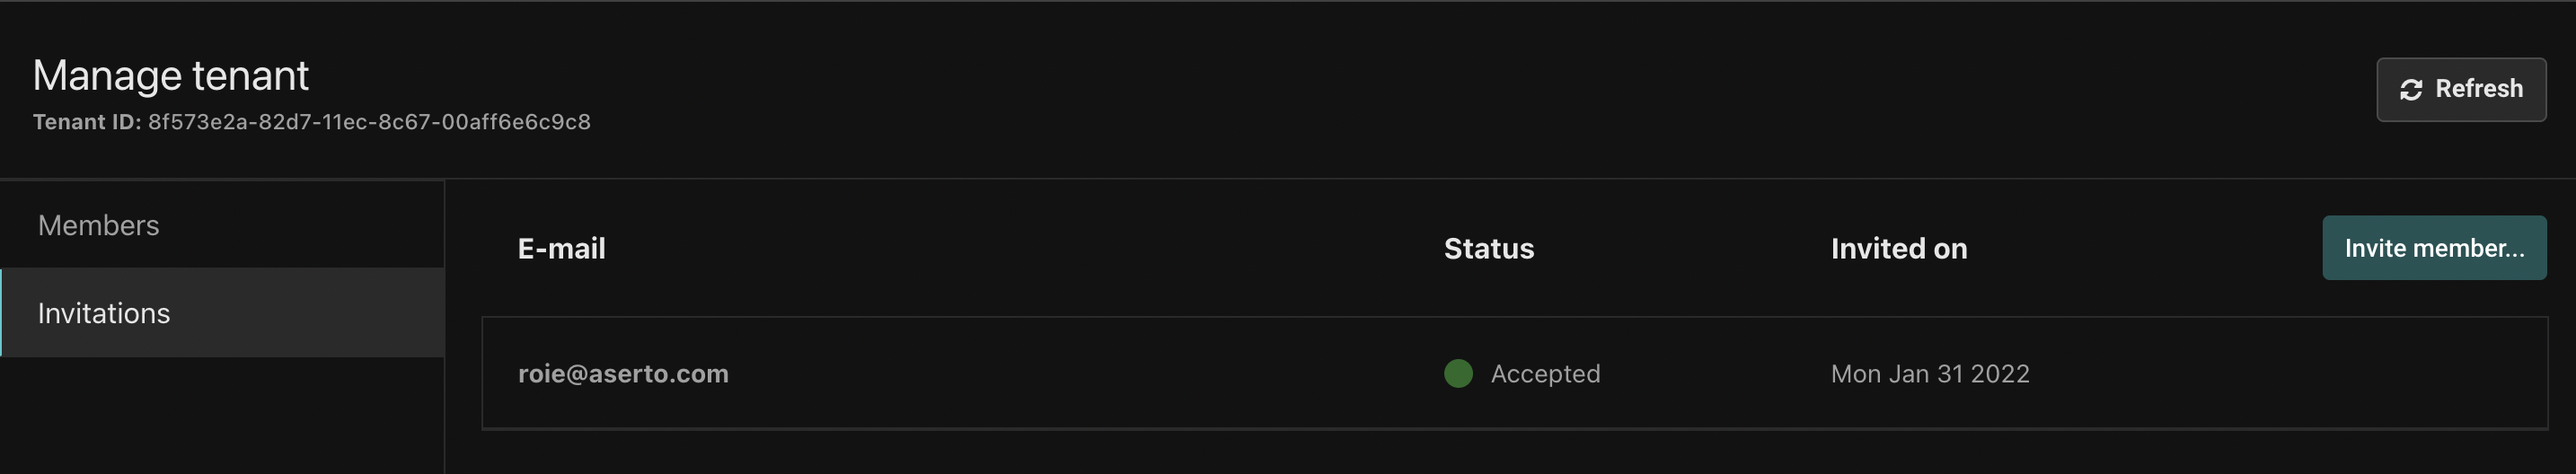 Manage tenant
Refresh
Tenant ID: 8f573e2a-82d7-11ec-8c67-00aff6e6c9c8
Members
Invitations
E-mail Status Invited on Invite member...
roie@aserto.com Accepted Mon Jan 31 2022